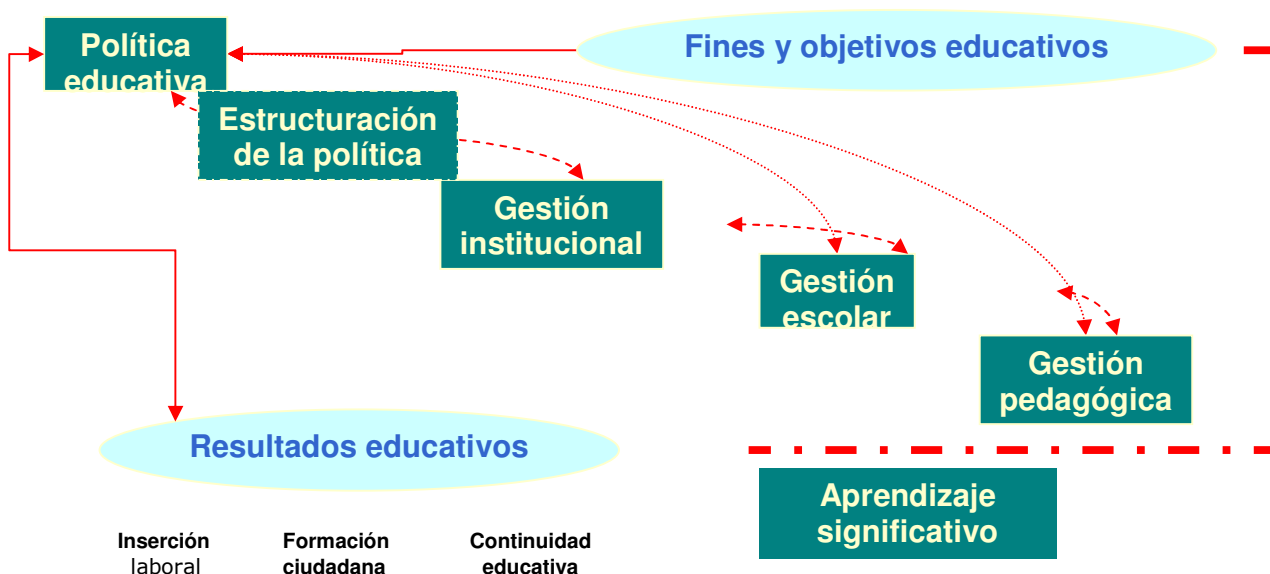 Política
educativa
Fines y objetivos educativos
Estructuración
de la política
Gestión
institucional
Gestión
escolar
Gestión
pedagógica
Resultados educativos
Aprendizaje
significativo
Inserción
laboral
Formación
ciudadana
Continuidad
educativa